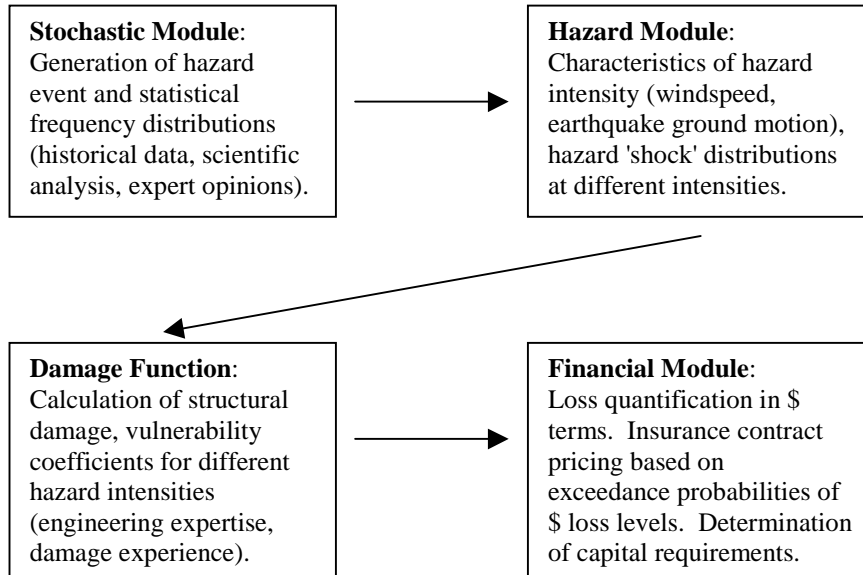 Stochastic Module:
Generation of hazard
event and statistical
frequency distributions
(historical data, scientific
analysis, expert opinions).
Hazard Module:
Characteristics of hazard
intensity (windspeed,
earthquake ground motion),
hazard 'shock' distributions
at different intensities.
Damage Function:
Calculation of structural
damage, vulnerability
coefficients for different
hazard intensities
(engineering expertise,
damage experience).
Financial Module:
Loss quantification in $
terms.  Insurance contract
pricing based on
exceedance probabilities of
$ loss levels.  Determination
of capital requirements.